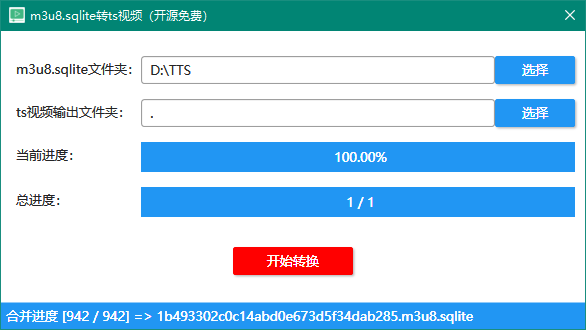 m3u8.sqlite转ts视频（开源免费）
m3u8.sqlite文件夹： D:\TTS 选择
ts视频输出文件夹： . 选择
当前进度： 100.00%
总进度： 1 / 1
开始转换
合并进度 [942 / 942] => 1b493302c0c14abd0e673d5f34dab285.m3u8.sqlite